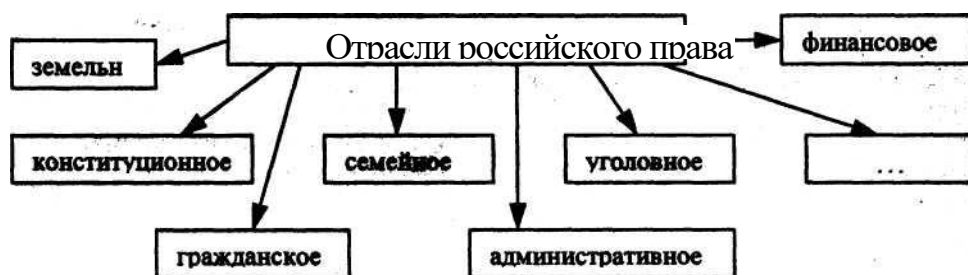 Отрасли российского права
финансовое
земельн
конституционное
семейное
уголовное
...
гражданское
административное